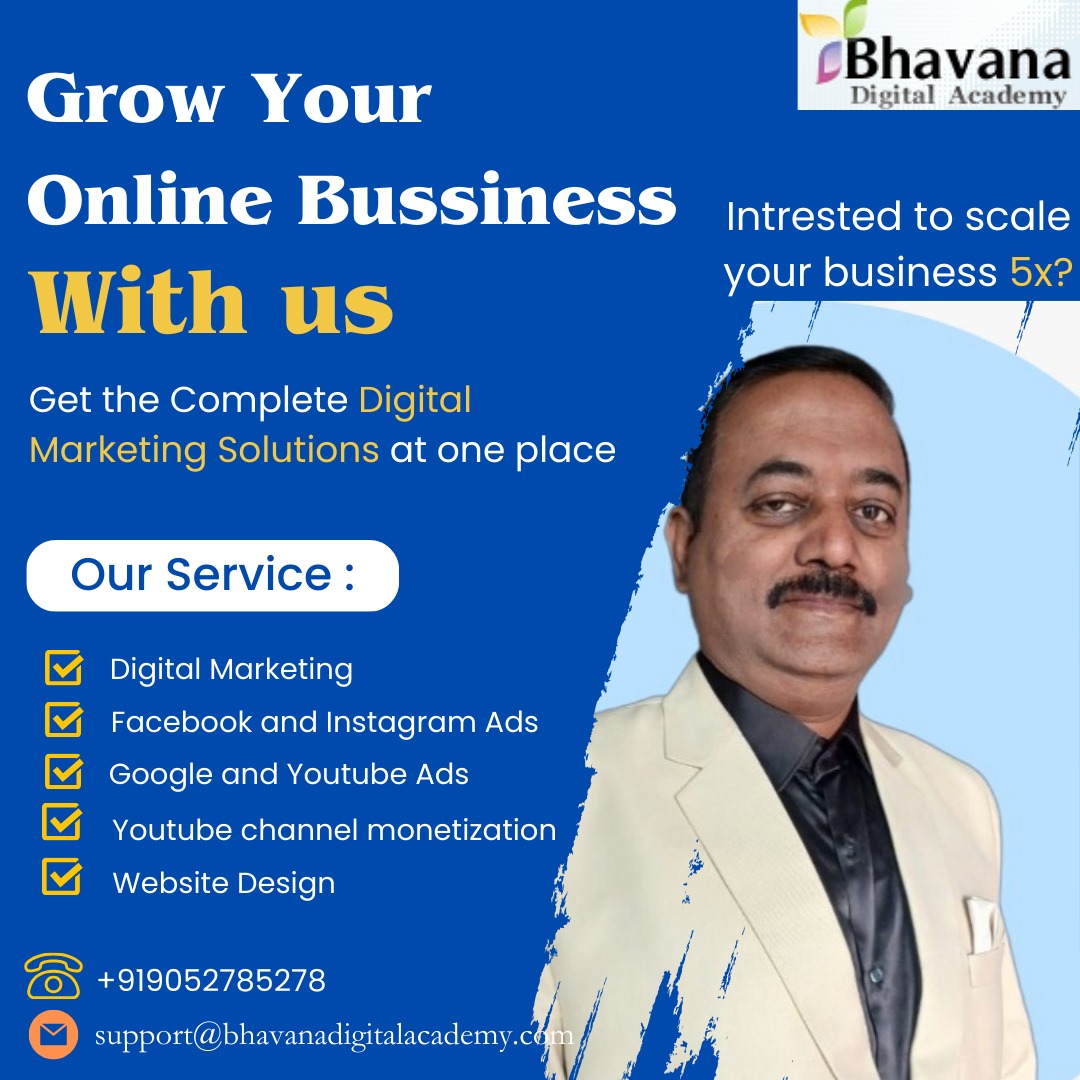 Bhavana
Digital Academy
Grow Your
Online Bussiness
With us
Intrested to scale
your business 5x?
Get the Complete Digital
Marketing Solutions at one place
Our Service :
Digital Marketing
Facebook and Instagram Ads
Google and Youtube Ads
Youtube channel monetization
Website Design
+919052785278
support@bhavanadigitalacademy.com